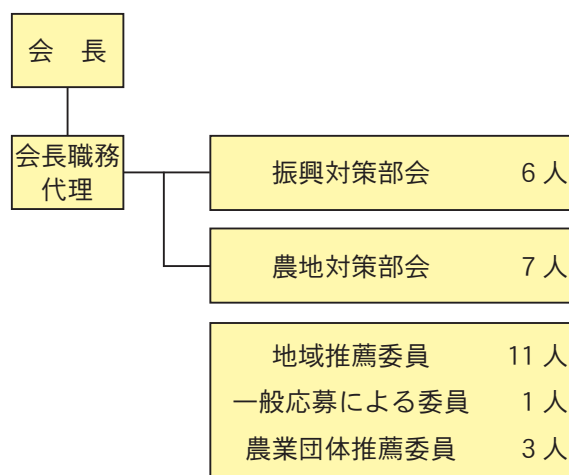 会　長
会長職務
代理
振興対策部会　6人
農地対策部会　7人
地域推薦委員　11人
一般応募による委員　1人
農業団体推薦委員　3人